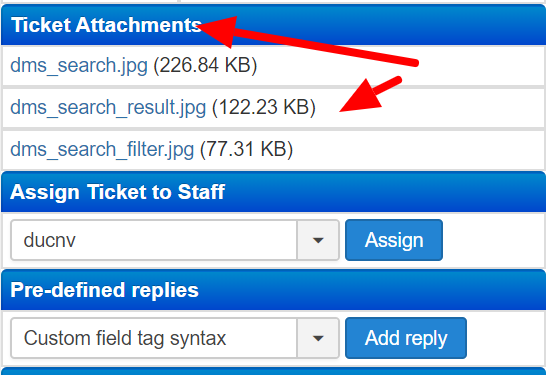 Ticket Attachments
dms_search.jpg (226.84 KB)
dms_search_result.jpg (122.23 KB)
dms_search_filter.jpg (77.31 KB)
Assign Ticket to Staff
ducnv
Assign
Pre-defined replies
Custom field tag syntax
Add reply